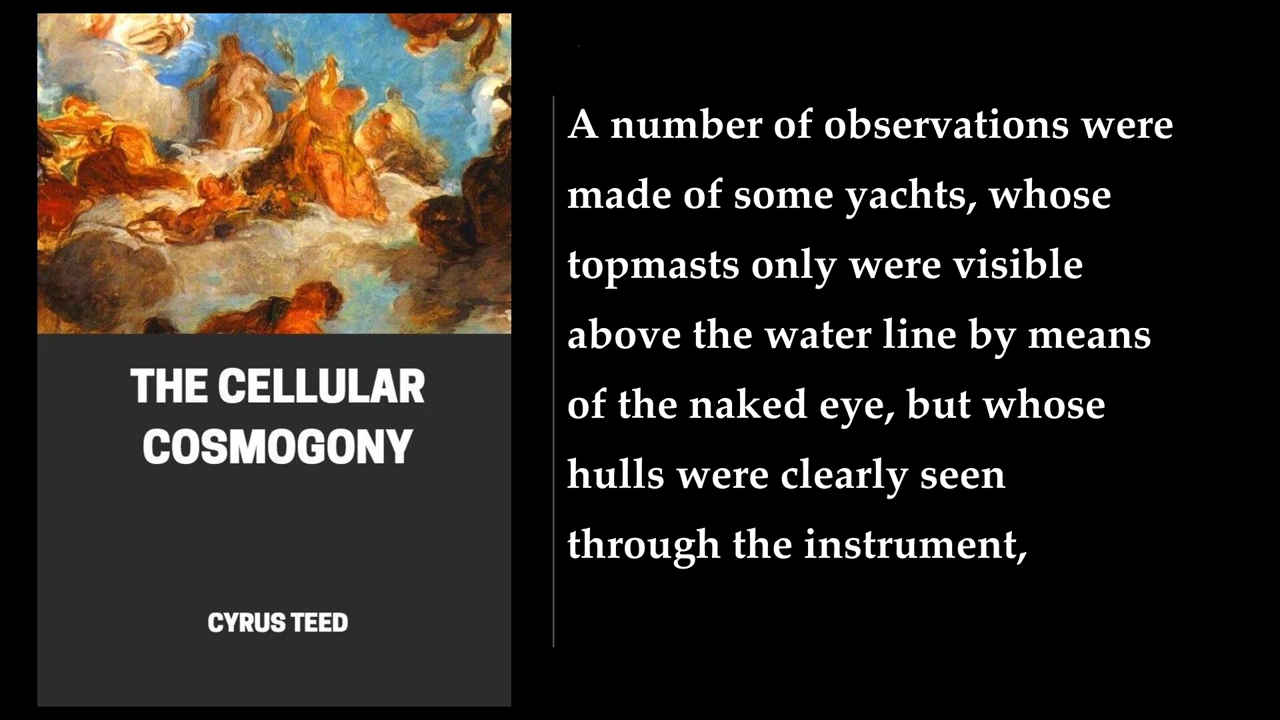 THE CELLULAR
COSMOGONY
CYRUS TEED
A number of observations were
made of some yachts, whose
topmasts only were visible
above the water line by means
of the naked eye, but whose
hulls were clearly seen
through the instrument,